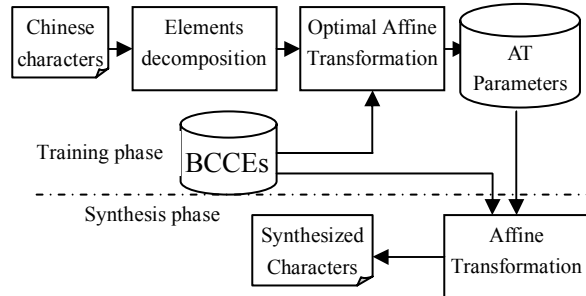 Chinese
characters
Elements
decomposition
Optimal Affine
Transformation
AT
Parameters
Training phase
BCCEs
Synthesis phase
Synthesized
Characters
Affine
Transformation